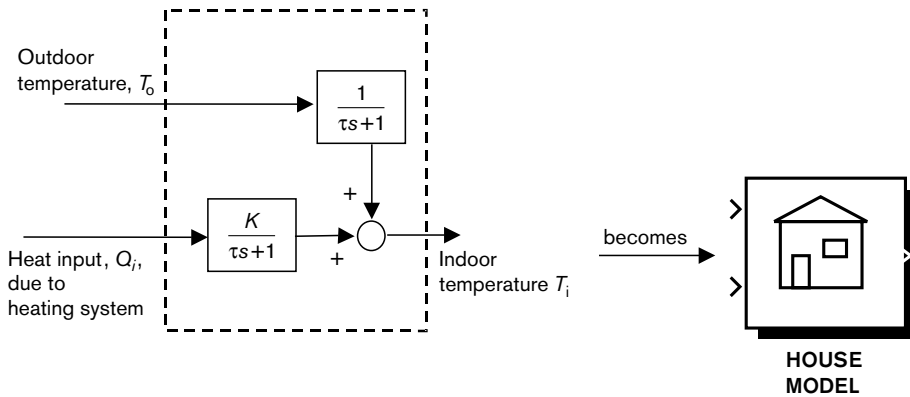 Outdoor
temperature, To
1
τs+1
+
K
τs+1
+
Heat input, Qi,
due to
heating system
Indoor
temperature Ti
becomes
HOUSE
MODEL